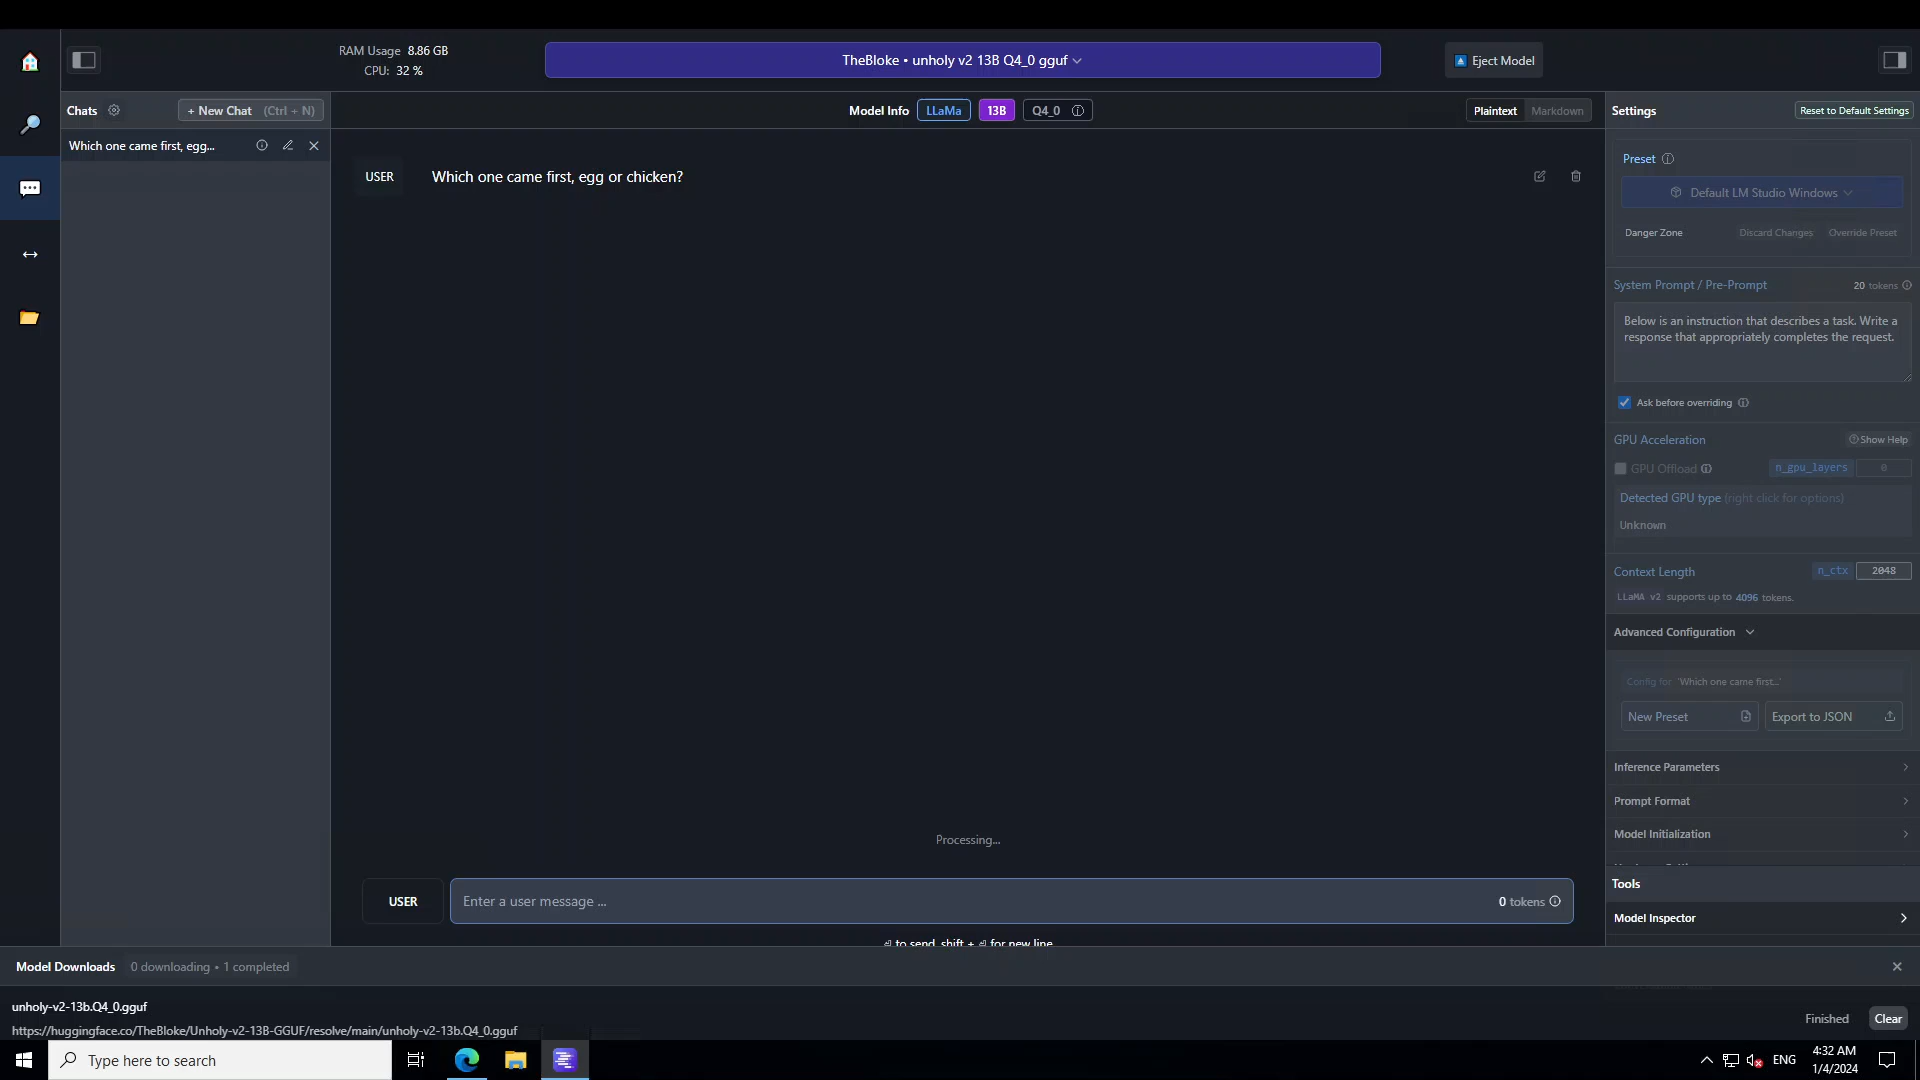 RAM Usage 8.86 GB
CPU: 32 %
TheBloke • unholy v2 13B Q4_0 gguf
Eject Model
Chats
+ New Chat (Ctrl + N)
Model Info LLaMa 13B Q4_0
Plaintext Markdown
Settings
Reset to Default Settings
Which one came first, egg...
USER
Which one came first, egg or chicken?
Preset
Default LM Studio Windows
Danger Zone Discard Changes Override Preset
System Prompt / Pre-Prompt 20 tokens
Below is an instruction that describes a task. Write a
response that appropriately completes the request.
Ask before overriding
GPU Acceleration Show Help
GPU Offload n_gpu_layers 0
Detected GPU type (right click for options)
Unknown
Context Length n_ctx 2048
LLaMA v2 supports up to 4096 tokens.
Advanced Configuration
Config for 'Which one came first...'
New Preset Export to JSON
Inference Parameters
Prompt Format
Model Initialization
Tools
Model Inspector
Processing...
USER
Enter a user message ...
0 tokens
⏎ to send, shift + ⏎ for new line
Model Downloads 0 downloading • 1 completed
unholy-v2-13b.Q4_0.gguf
https://huggingface.co/TheBloke/Unholy-v2-13B-GGUF/resolve/main/unholy-v2-13b.Q4_0.gguf
Finished Clear
Type here to search
ENG
4:32 AM
1/4/2024